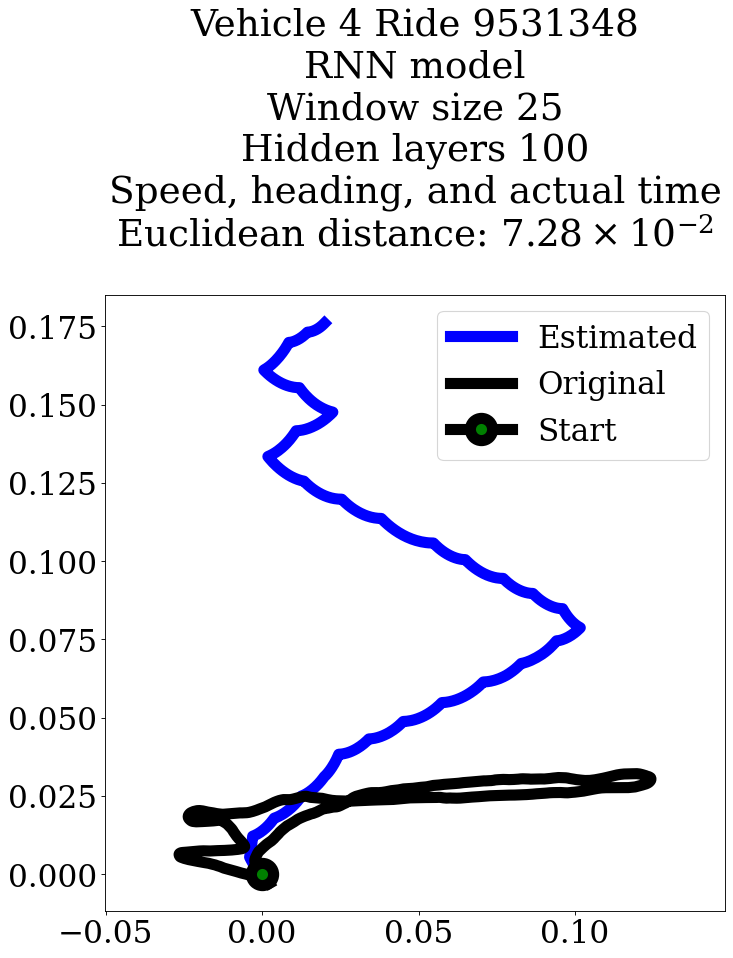 Vehicle 4 Ride 9531348
RNN model
Window size 25
Hidden layers 100
Speed, heading, and actual time
Euclidean distance: 7.28 × 10⁻²
Estimated
Original
Start
0.175
0.150
0.125
0.100
0.075
0.050
0.025
0.000
−0.05 0.00 0.05 0.10